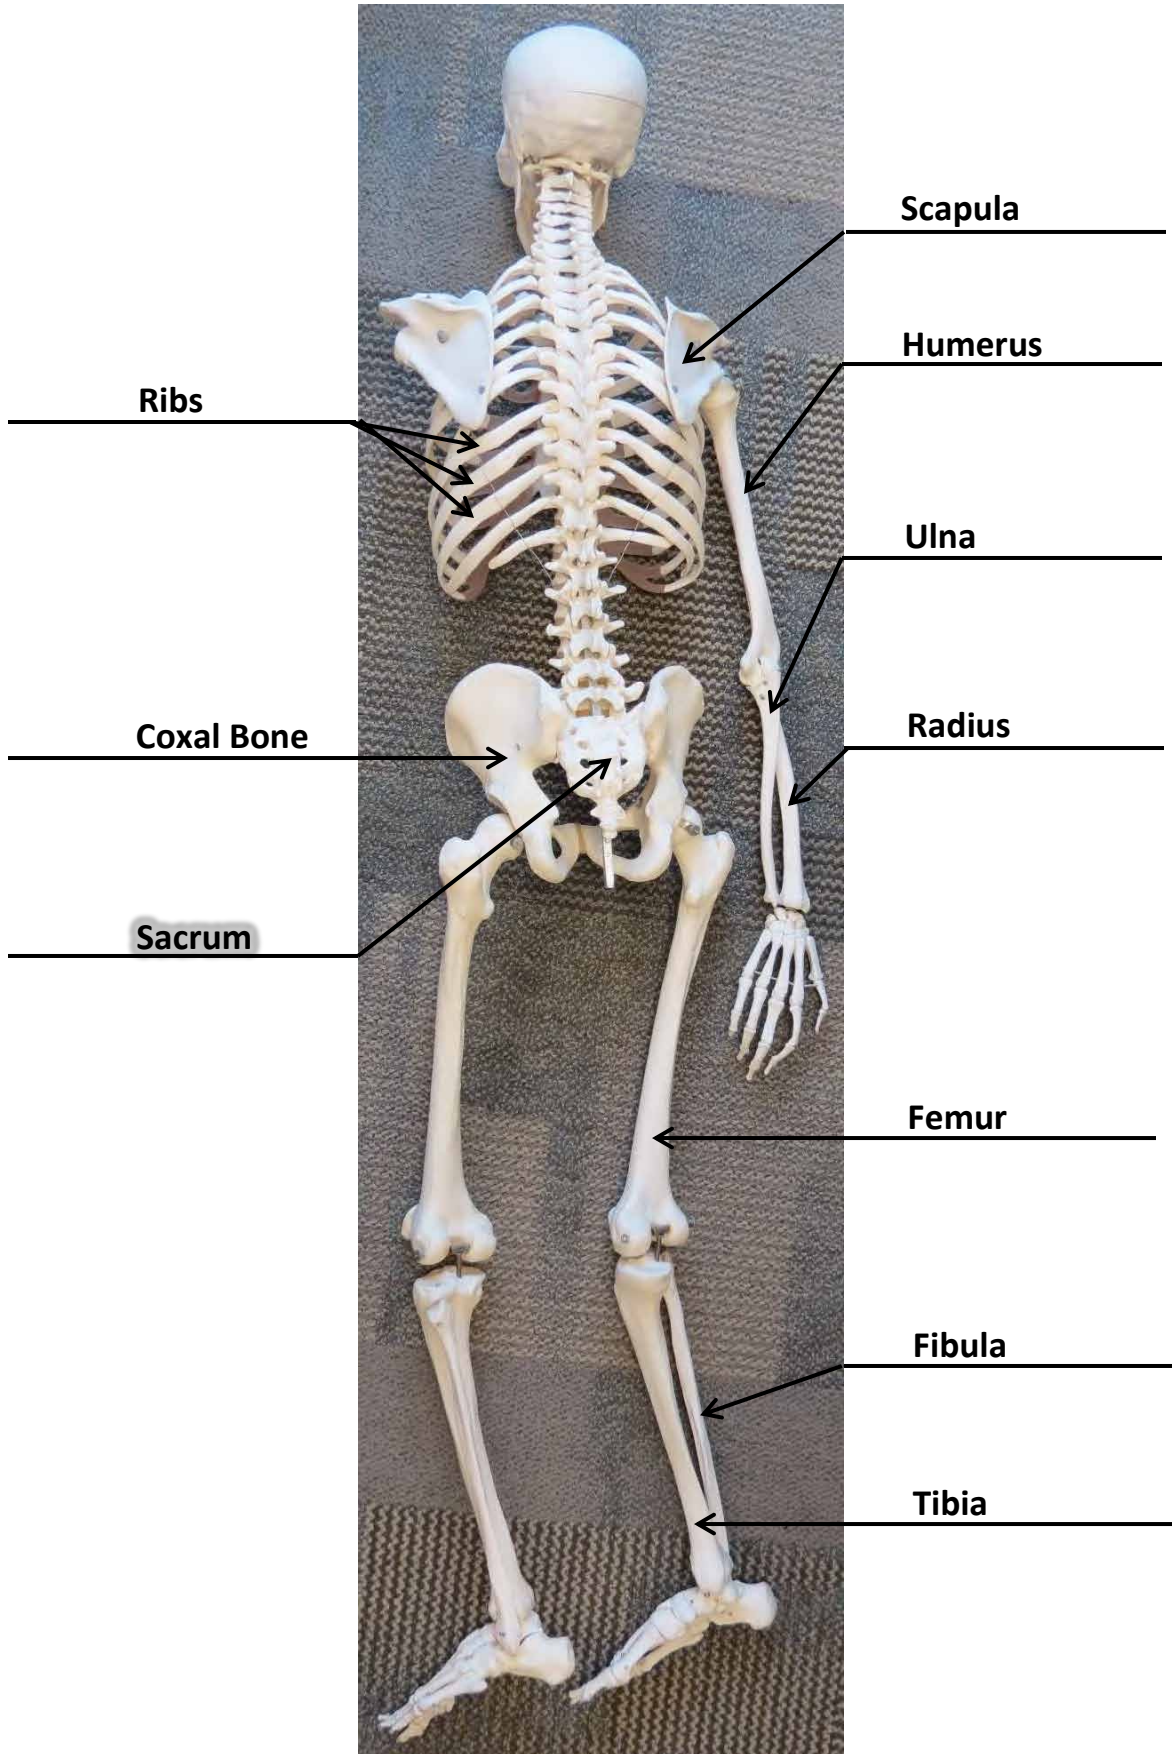 Scapula
Humerus
Ribs
Ulna
Radius
Coxal Bone
Sacrum
Femur
Fibula
Tibia